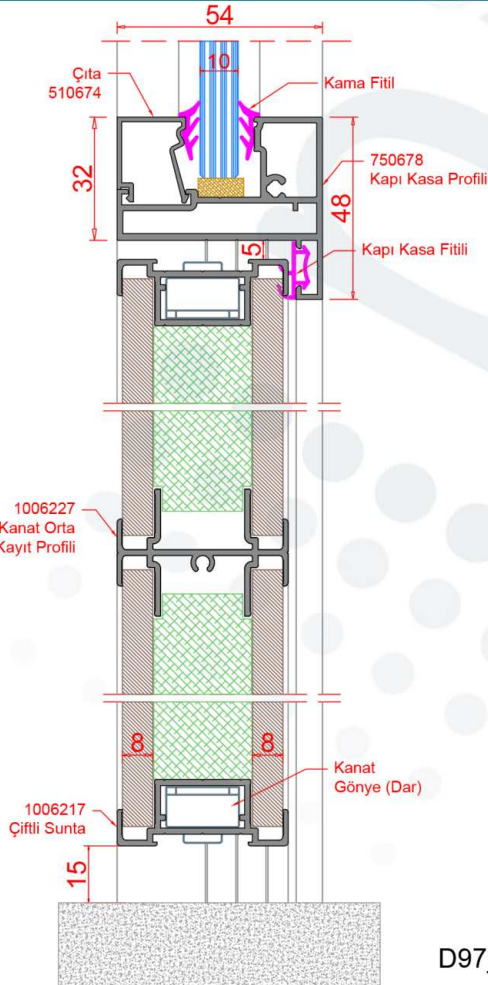 54
10
Çıta
510674
Kama Fitil
32
750678
Kapı Kasa Profili
48
5
Kapı Kasa Fitili
1006227
Kanat Orta
Kayıt Profili
8
8
Kanat
Gönye (Dar)
1006217
Çiftli Sunta
15
D97_